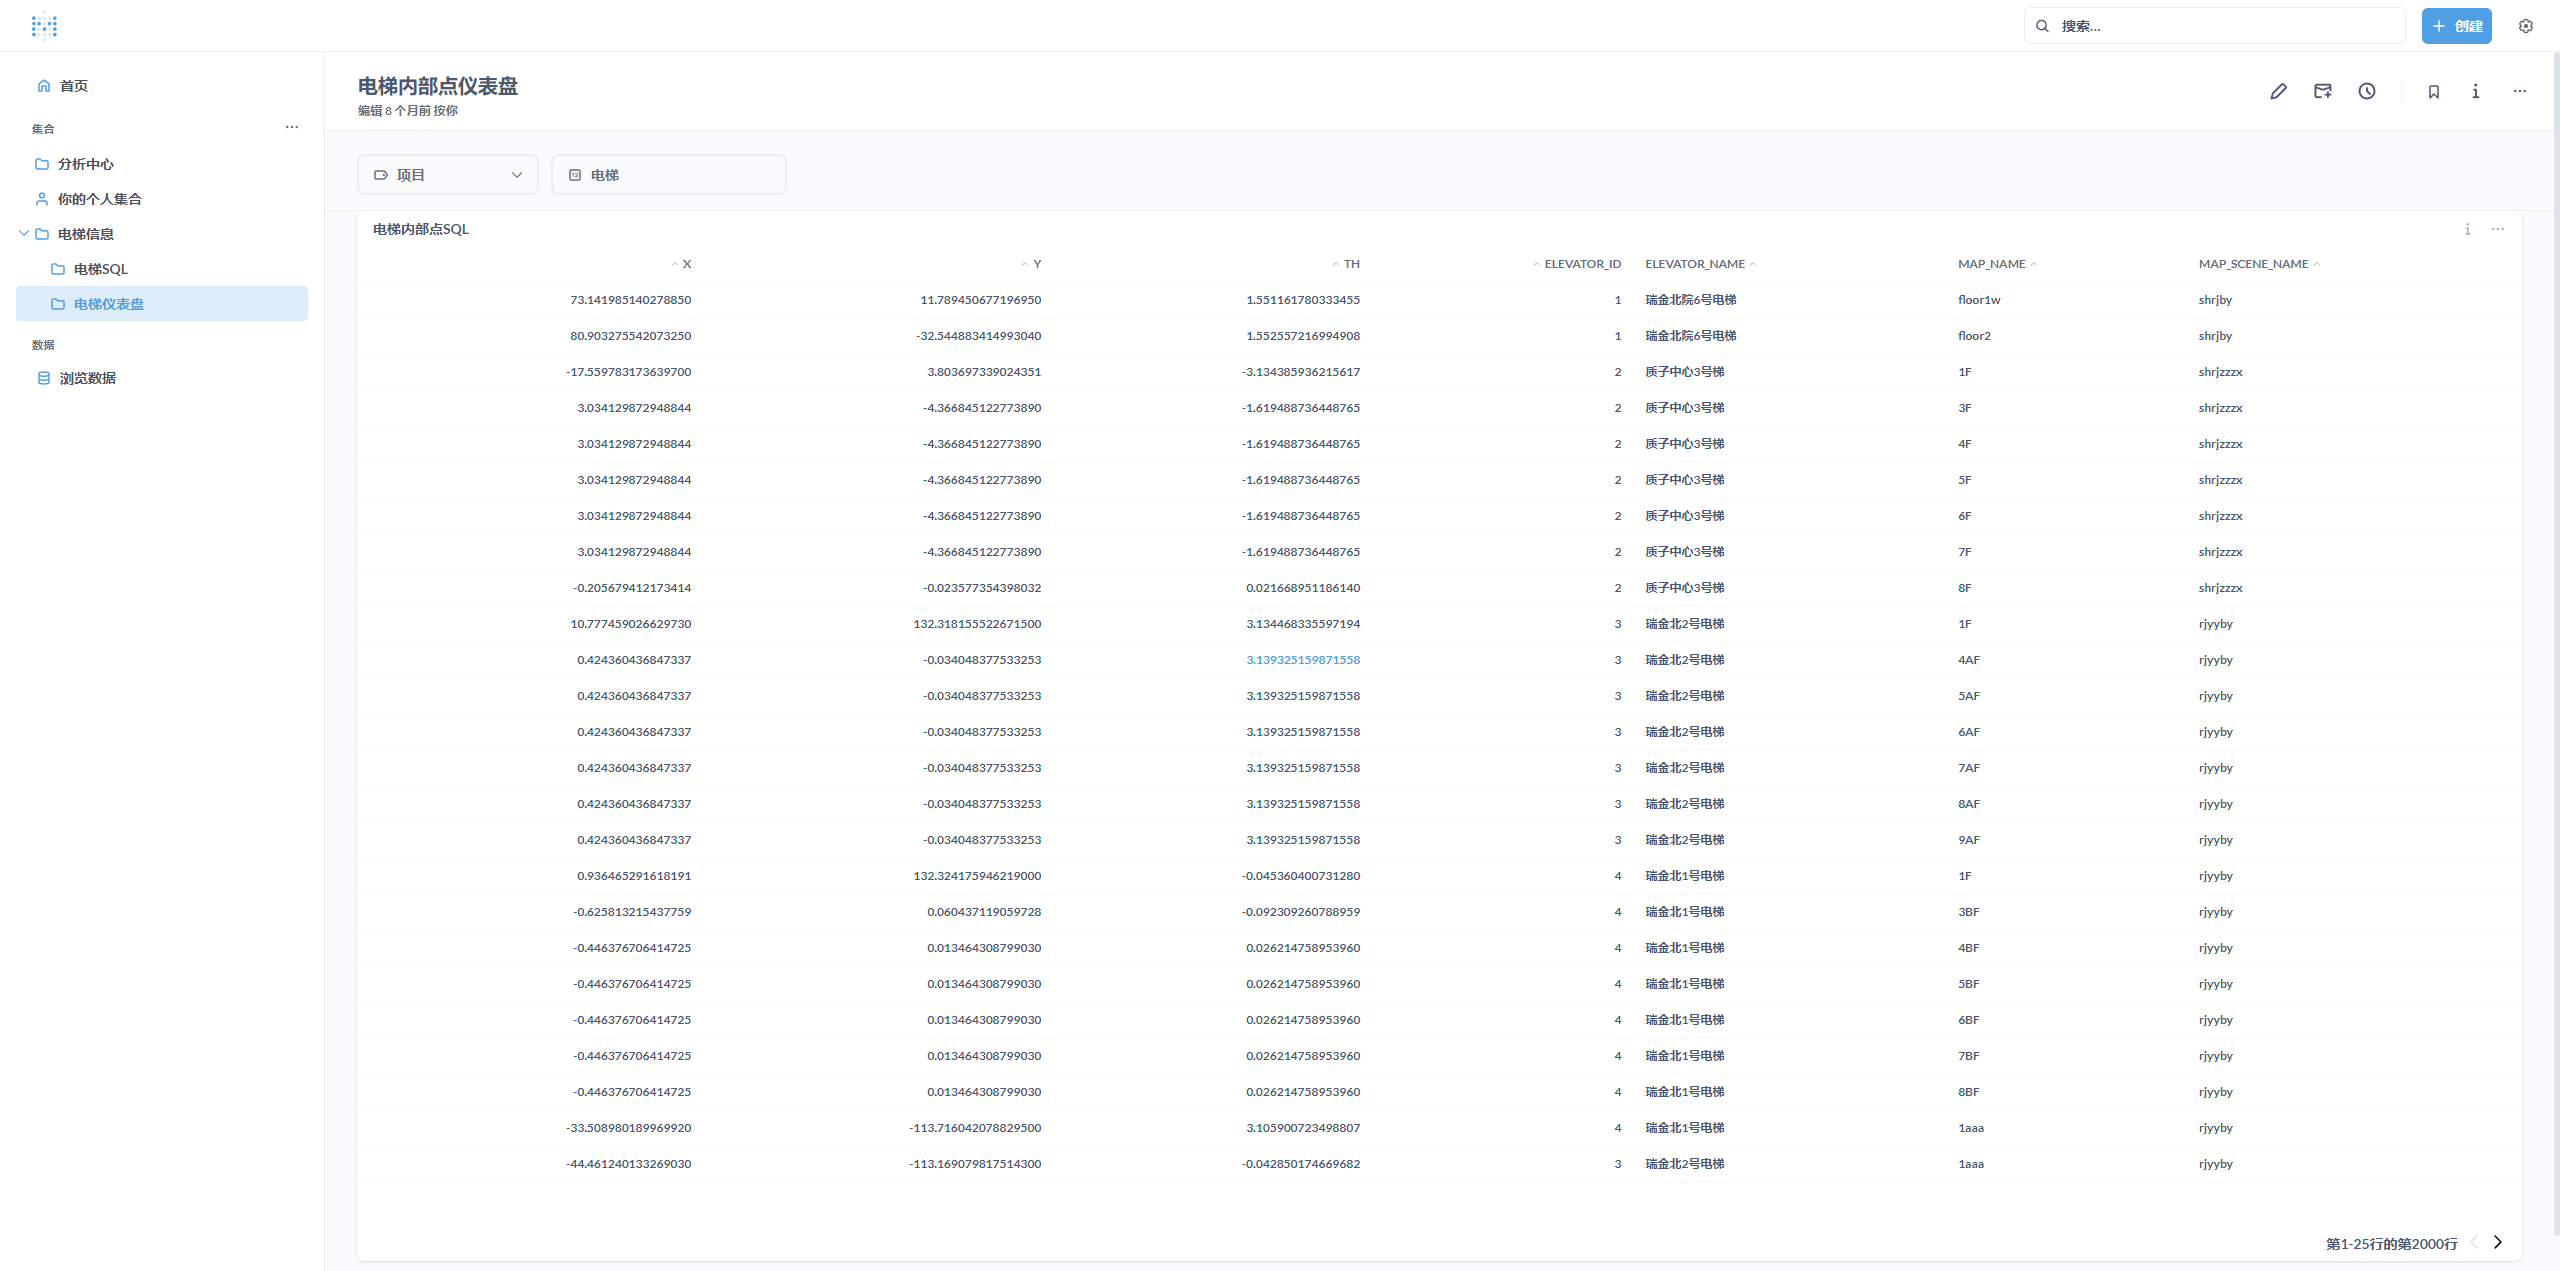 搜索...
创建
首页
集合
分析中心
你的个人集合
电梯信息
电梯SQL
电梯仪表盘
数据
浏览数据
电梯内部点仪表盘
编辑 8 个月前 按你
项目
电梯
电梯内部点SQL
X Y TH ELEVATOR_ID ELEVATOR_NAME MAP_NAME MAP_SCENE_NAME
73.141985140278850 11.789450677196950 1.551161780333455 1 瑞金北院6号电梯 floor1w shrjby
80.903275542073250 -32.544883414993040 1.552557216994908 1 瑞金北院6号电梯 floor2 shrjby
-17.559783173639700 3.803697339024351 -3.134385936215617 2 质子中心3号梯 1F shrjzzzx
3.034129872948844 -4.366845122773890 -1.619488736448765 2 质子中心3号梯 3F shrjzzzx
3.034129872948844 -4.366845122773890 -1.619488736448765 2 质子中心3号梯 4F shrjzzzx
3.034129872948844 -4.366845122773890 -1.619488736448765 2 质子中心3号梯 5F shrjzzzx
3.034129872948844 -4.366845122773890 -1.619488736448765 2 质子中心3号梯 6F shrjzzzx
3.034129872948844 -4.366845122773890 -1.619488736448765 2 质子中心3号梯 7F shrjzzzx
-0.205679412173414 -0.023577354398032 0.021668951186140 2 质子中心3号梯 8F shrjzzzx
10.777459026629730 132.318155522671500 3.134468335597194 3 瑞金北2号电梯 1F rjyyby
0.424360436847337 -0.034048377533253 3.139325159871558 3 瑞金北2号电梯 4AF rjyyby
0.424360436847337 -0.034048377533253 3.139325159871558 3 瑞金北2号电梯 5AF rjyyby
0.424360436847337 -0.034048377533253 3.139325159871558 3 瑞金北2号电梯 6AF rjyyby
0.424360436847337 -0.034048377533253 3.139325159871558 3 瑞金北2号电梯 7AF rjyyby
0.424360436847337 -0.034048377533253 3.139325159871558 3 瑞金北2号电梯 8AF rjyyby
0.424360436847337 -0.034048377533253 3.139325159871558 3 瑞金北2号电梯 9AF rjyyby
0.936465291618191 132.324175946219000 -0.045360400731280 4 瑞金北1号电梯 1F rjyyby
-0.625813215437759 0.060437119059728 -0.092309260788959 4 瑞金北1号电梯 3BF rjyyby
-0.446376706414725 0.013464308799030 0.026214758953960 4 瑞金北1号电梯 4BF rjyyby
-0.446376706414725 0.013464308799030 0.026214758953960 4 瑞金北1号电梯 5BF rjyyby
-0.446376706414725 0.013464308799030 0.026214758953960 4 瑞金北1号电梯 6BF rjyyby
-0.446376706414725 0.013464308799030 0.026214758953960 4 瑞金北1号电梯 7BF rjyyby
-0.446376706414725 0.013464308799030 0.026214758953960 4 瑞金北1号电梯 8BF rjyyby
-33.508980189969920 -113.716042078829500 3.105900723498807 4 瑞金北1号电梯 1aaa rjyyby
-44.461240133269030 -113.169079817514300 -0.042850174669682 3 瑞金北2号电梯 1aaa rjyyby
第1-25行的第2000行